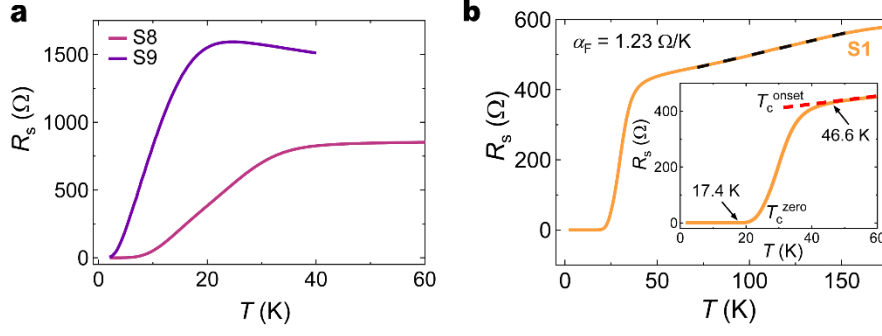 a
S8
S9
1500
1000
500
0
Rs (Ω)
0
20
40
60
T (K)
b
600
400
200
0
Rs (Ω)
αF = 1.23 Ω/K
S1
0
50
100
150
T (K)
400
200
0
Rs (Ω)
Tc onset
46.6 K
17.4 K
Tc zero
0
20
40
60
T (K)